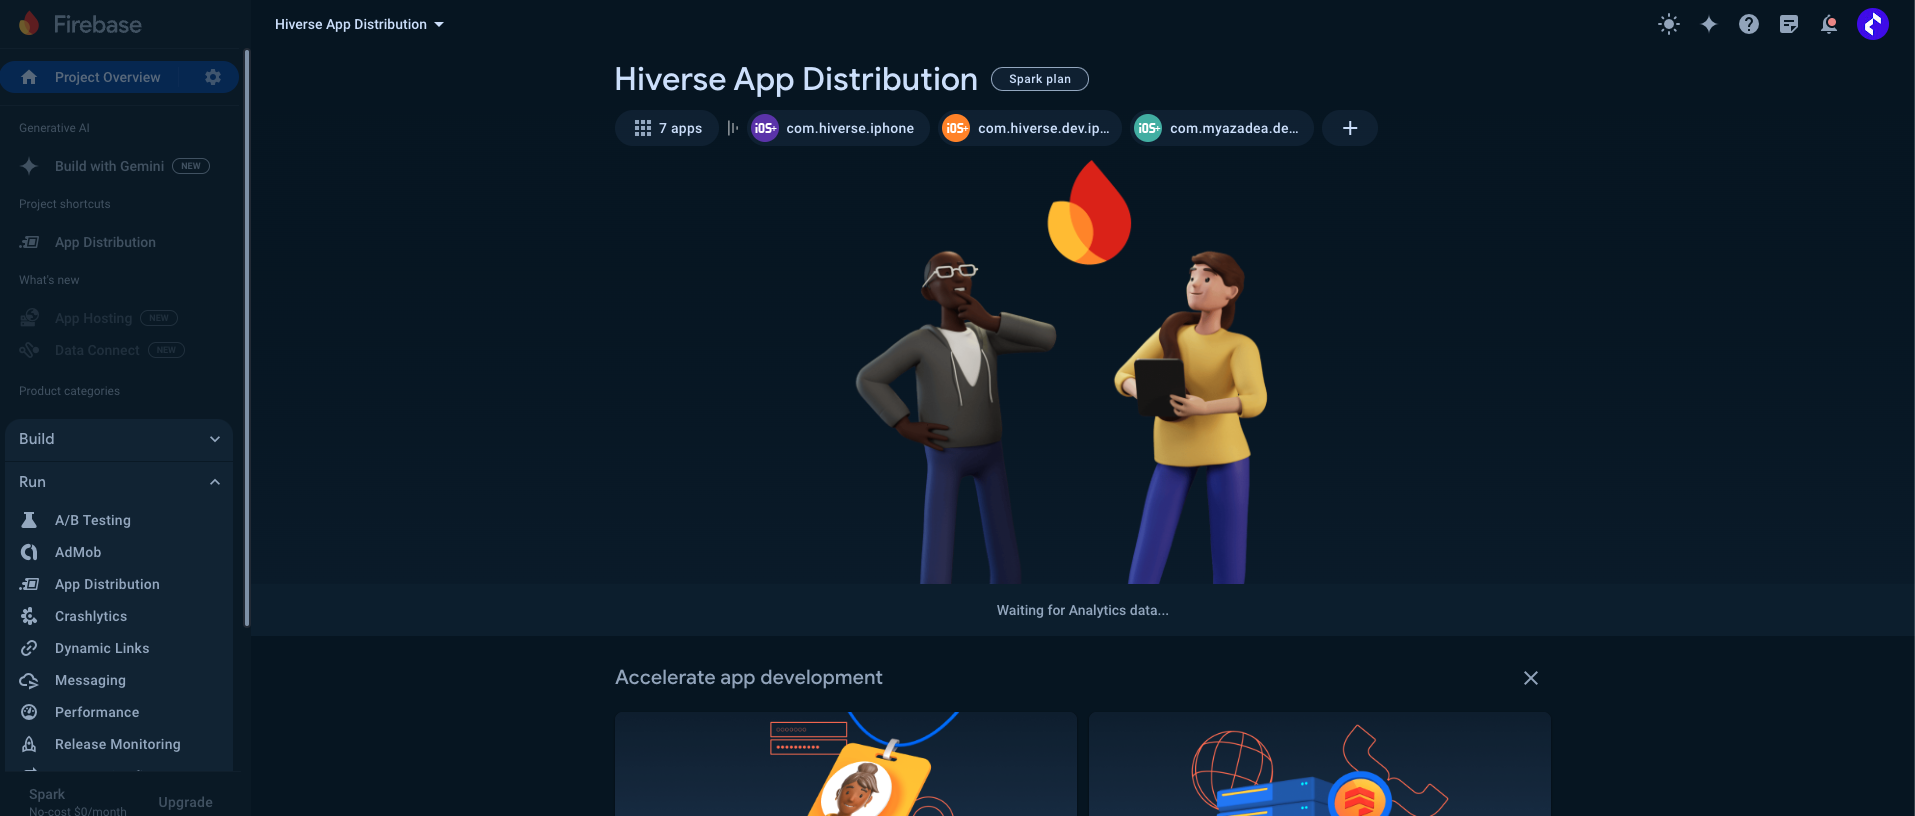 Firebase
Hiverse App Distribution
Project Overview
Generative AI
Build with Gemini NEW
Project shortcuts
App Distribution
What's new
App Hosting NEW
Data Connect NEW
Product categories
Build
Run
A/B Testing
AdMob
App Distribution
Crashlytics
Dynamic Links
Messaging
Performance
Release Monitoring
Spark
No-cost $0/month
Upgrade
Hiverse App Distribution Spark plan
7 apps iOS+ com.hiverse.iphone iOS+ com.hiverse.dev.ip... iOS+ com.myazadea.de... +
Waiting for Analytics data...
Accelerate app development